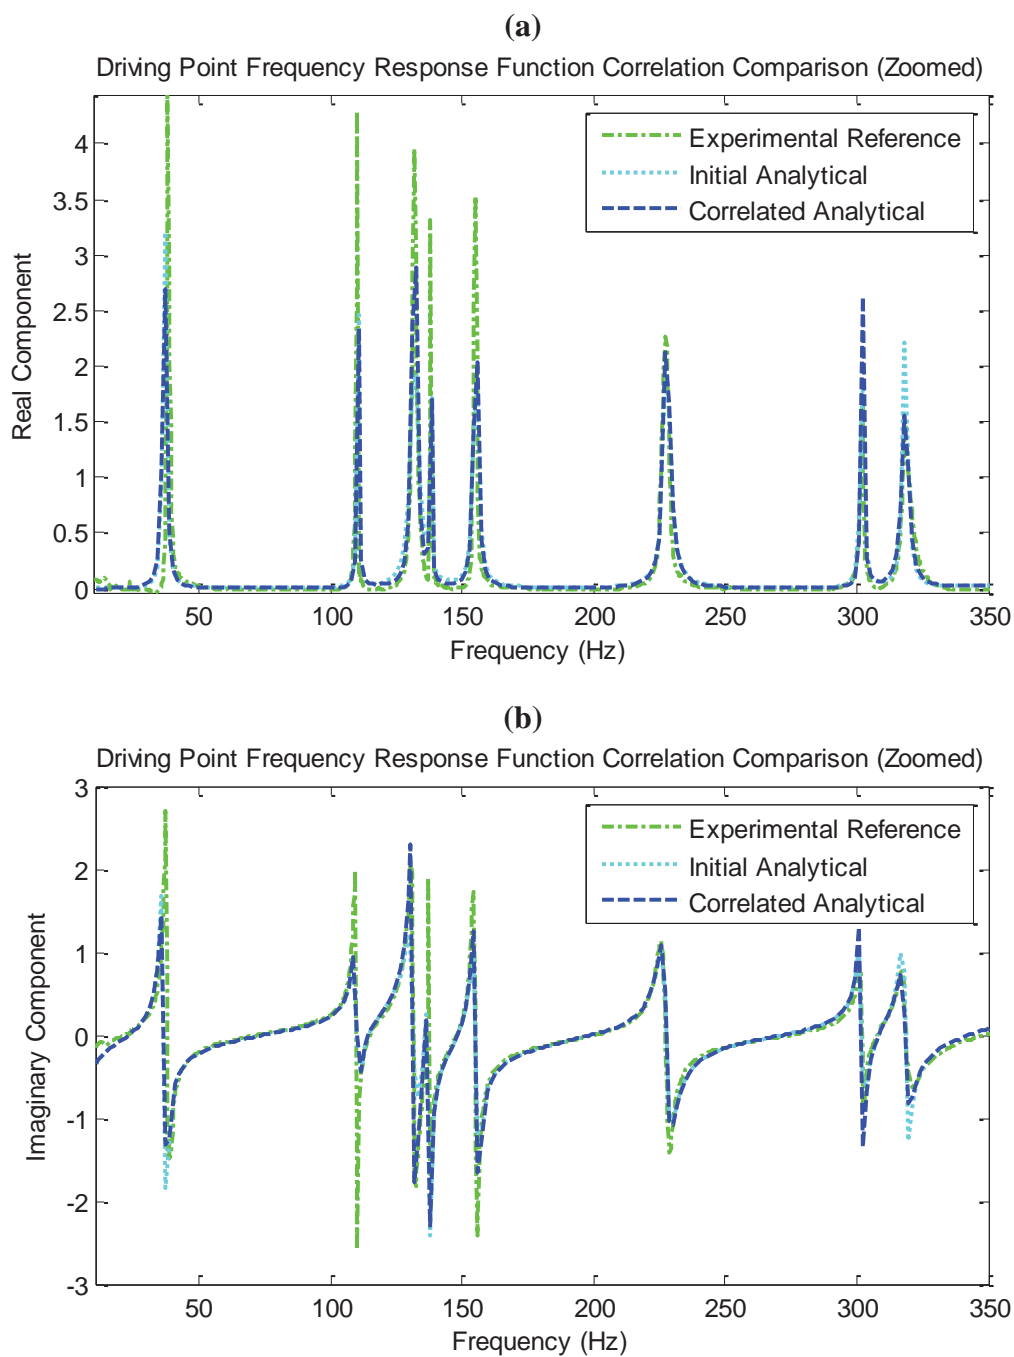 (a)
Driving Point Frequency Response Function Correlation Comparison (Zoomed)
Experimental Reference
Initial Analytical
Correlated Analytical
Real Component
4
3.5
3
2.5
2
1.5
1
0.5
0
50 100 150 200 250 300 350
Frequency (Hz)
(b)
Driving Point Frequency Response Function Correlation Comparison (Zoomed)
Experimental Reference
Initial Analytical
Correlated Analytical
Imaginary Component
3
2
1
0
-1
-2
-3
50 100 150 200 250 300 350
Frequency (Hz)